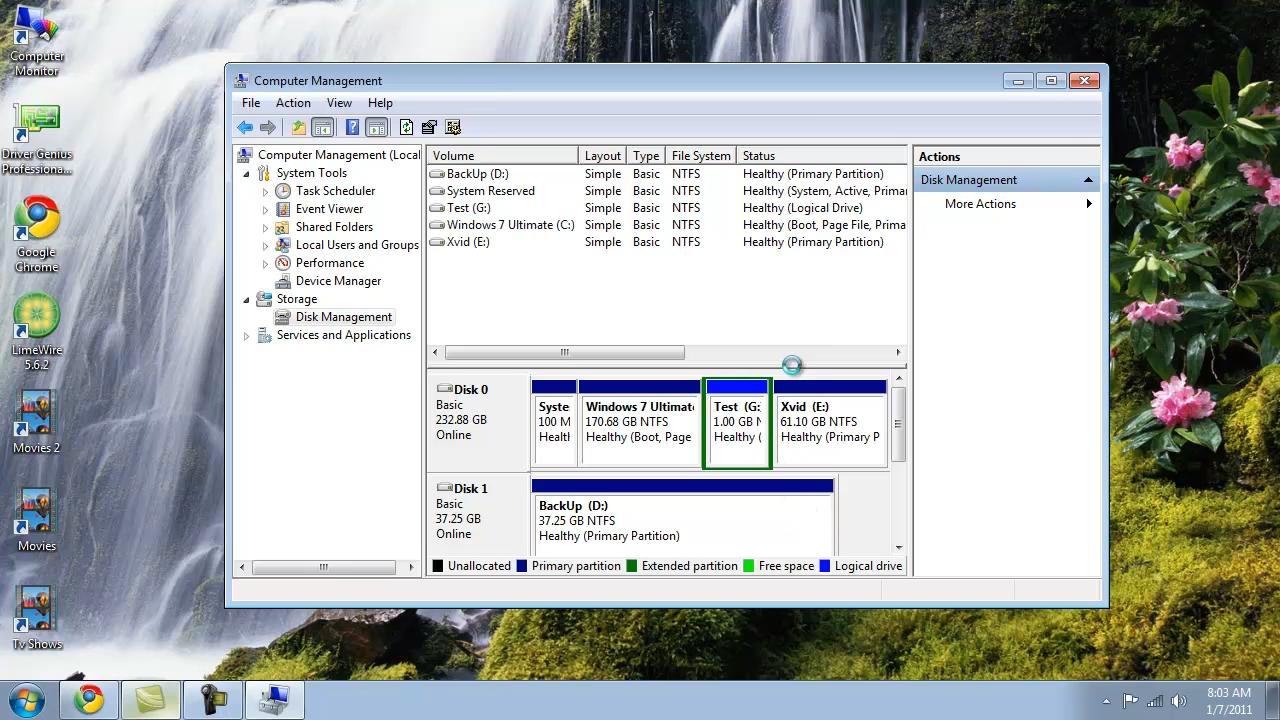 Computer
Monitor
Driver Genius
Professiona...
Google
Chrome
LimeWire
5.6.2
Movies 2
Movies
Tv Shows
Computer Management
File Action View Help
Computer Management (Local
System Tools
Task Scheduler
Event Viewer
Shared Folders
Local Users and Groups
Performance
Device Manager
Storage
Disk Management
Services and Applications
Volume Layout Type File System Status
BackUp (D:) Simple Basic NTFS Healthy (Primary Partition)
System Reserved Simple Basic NTFS Healthy (System, Active, Prima
Test (G:) Simple Basic NTFS Healthy (Logical Drive)
Windows 7 Ultimate (C:) Simple Basic NTFS Healthy (Boot, Page File, Prima
Xvid (E:) Simple Basic NTFS Healthy (Primary Partition)
Actions
Disk Management
More Actions
Disk 0
Basic
232.88 GB
Online
Syste
100 M
Healtl
Windows 7 Ultimat
170.68 GB NTFS
Healthy (Boot, Page
Test (G:
1.00 GB N
Healthy (
Xvid (E:)
61.10 GB NTFS
Healthy (Primary P
Disk 1
Basic
37.25 GB
Online
BackUp (D:)
37.25 GB NTFS
Healthy (Primary Partition)
Unallocated Primary partition Extended partition Free space Logical drive
8:03 AM
1/7/2011